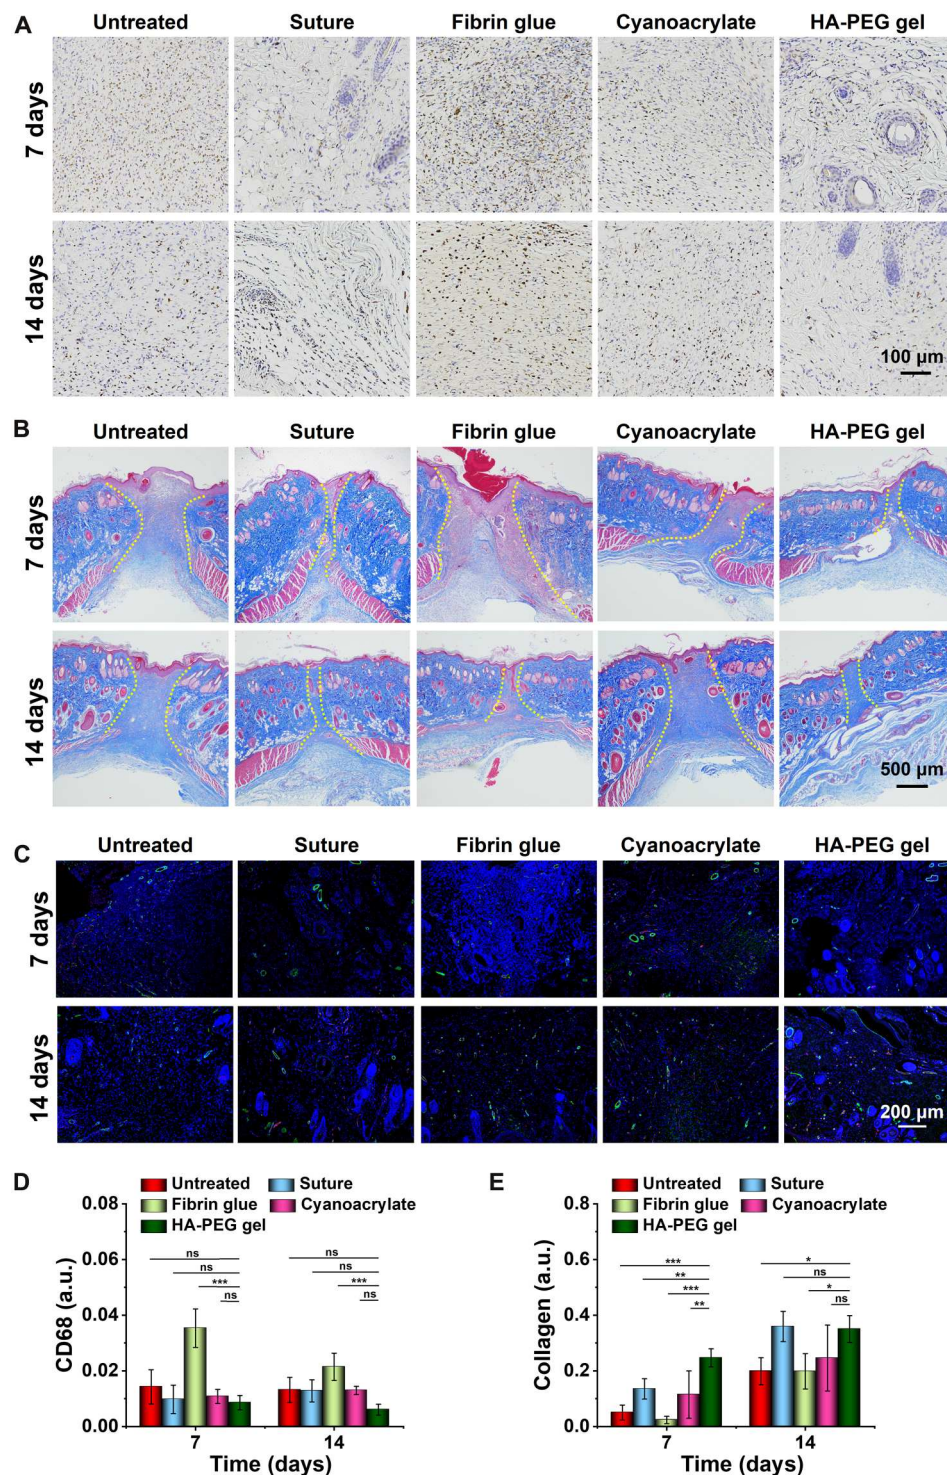 A
Untreated Suture Fibrin glue Cyanoacrylate HA-PEG gel
7 days
14 days
100 µm
B
Untreated Suture Fibrin glue Cyanoacrylate HA-PEG gel
7 days
14 days
500 µm
C
Untreated Suture Fibrin glue Cyanoacrylate HA-PEG gel
7 days
14 days
200 µm
D
Untreated Suture
Fibrin glue Cyanoacrylate
HA-PEG gel
CD68 (a.u.)
0.08
0.06
0.04
0.02
0.00
ns
ns
***
ns
ns
ns
***
ns
7 14
Time (days)
E
Untreated Suture
Fibrin glue Cyanoacrylate
HA-PEG gel
Collagen (a.u.)
0.8
0.6
0.4
0.2
0.0
***
**
***
**
*
ns
*
ns
7 14
Time (days)